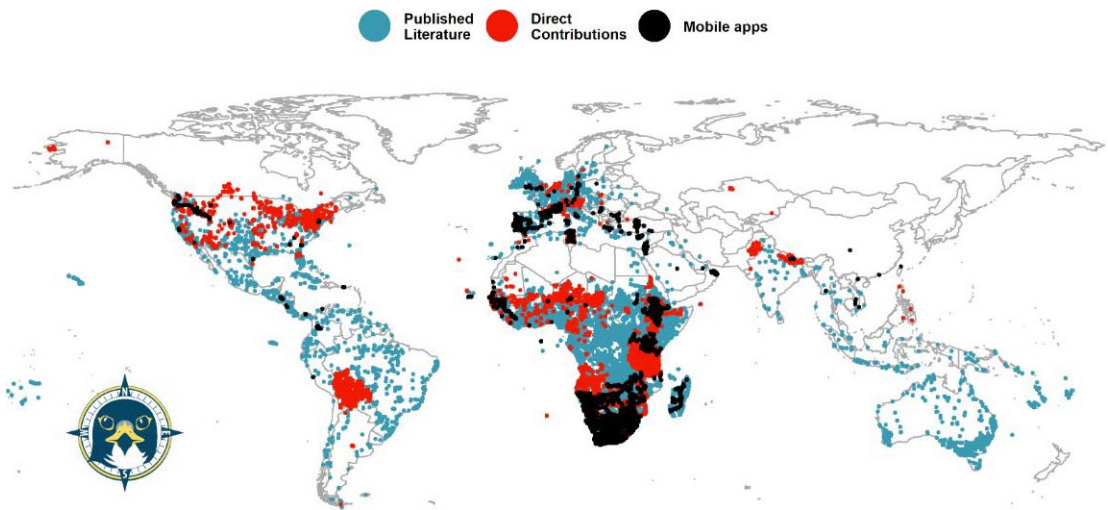 Published
Literature
Direct
Contributions
Mobile apps
N
W
E
S